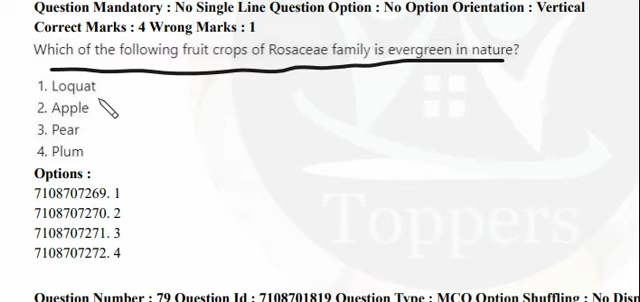 Question Mandatory : No Single Line Question Option : No Option Orientation : Vertical
Correct Marks : 4 Wrong Marks : 1
Which of the following fruit crops of Rosaceae family is evergreen in nature?
1. Loquat
2. Apple
3. Pear
4. Plum
Options :
7108707269. 1
7108707270. 2
7108707271. 3
7108707272. 4
Toppers
Question Number : 79 Question Id : 7108701819 Question Type : MCQ Option Shuffling : No Disp